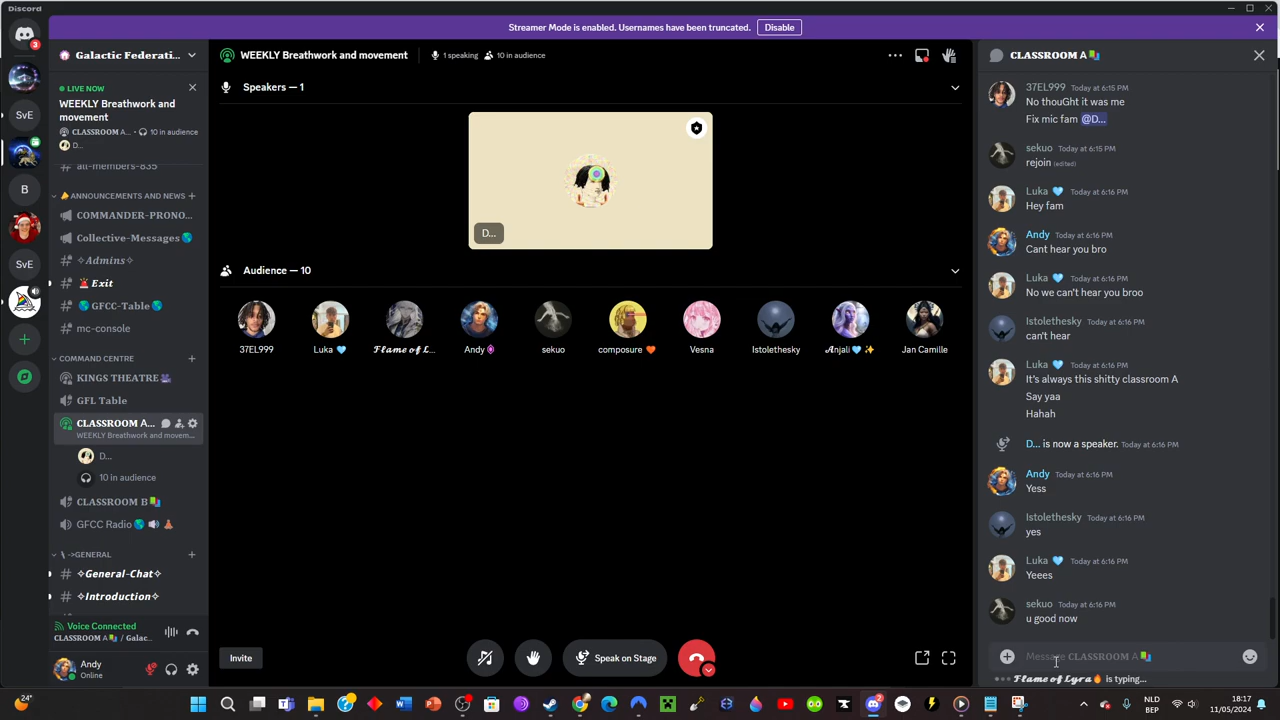 Discord
Streamer Mode is enabled. Usernames have been truncated. Disable
3
Galactic Federati...
LIVE NOW
WEEKLY Breathwork and
movement
CLASSROOM A... • 10 in audience
D...
SvE
B
SvE
all-members-835
ANNOUNCEMENTS AND NEWS
COMMANDER-PRONO...
Collective-Messages
✧Admins✧
Exit
GFCC-Table
mc-console
COMMAND CENTRE
KINGS THEATRE
GFL Table
CLASSROOM A...
WEEKLY Breathwork and movem...
D...
10 in audience
CLASSROOM B
GFCC Radio
\ ->GENERAL
✧General-Chat✧
✧Introduction✧
Voice Connected
CLASSROOM A / Galac...
Andy
Online
WEEKLY Breathwork and movement
1 speaking 10 in audience
Speakers — 1
D...
Audience — 10
37EL999
Luka 🩵
𝓕lame of L...
Andy
sekuo
composure 🧡
Vesna
Istolethesky
𝓐njali 🩵 ✨
Jan Camille
Invite
Speak on Stage
CLASSROOM A
37EL999 Today at 6:15 PM
No thouGht it was me
Fix mic fam @D...
sekuo Today at 6:15 PM
rejoin (edited)
Luka 🩵 Today at 6:16 PM
Hey fam
Andy Today at 6:16 PM
Cant hear you bro
Luka 🩵 Today at 6:16 PM
No we can't hear you broo
Istolethesky Today at 6:16 PM
can't hear
Luka 🩵 Today at 6:16 PM
It's always this shitty classroom A
Say yaa
Hahah
D... is now a speaker. Today at 6:16 PM
Andy Today at 6:16 PM
Yess
Istolethesky Today at 6:16 PM
yes
Luka 🩵 Today at 6:16 PM
Yeees
sekuo Today at 6:16 PM
u good now
Message CLASSROOM A
Flame of Lyra🔥 is typing...
24°
2
NLD
BEP
18:17
11/05/2024